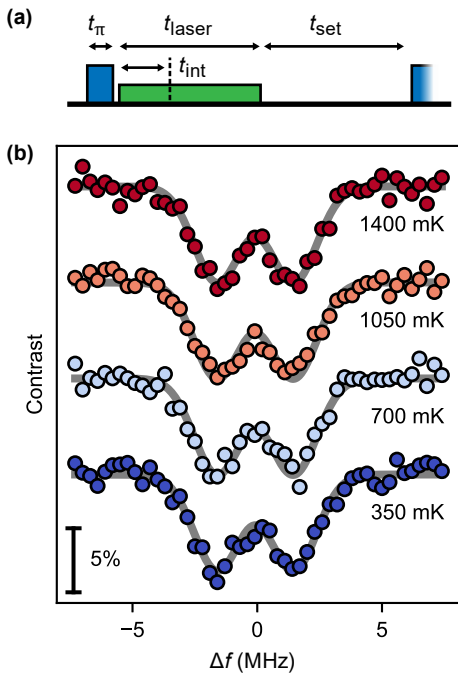 (a)
tπ
tlaser
tset
tint
(b)
1400 mK
1050 mK
700 mK
350 mK
5%
Contrast
−5
0
5
Δf (MHz)